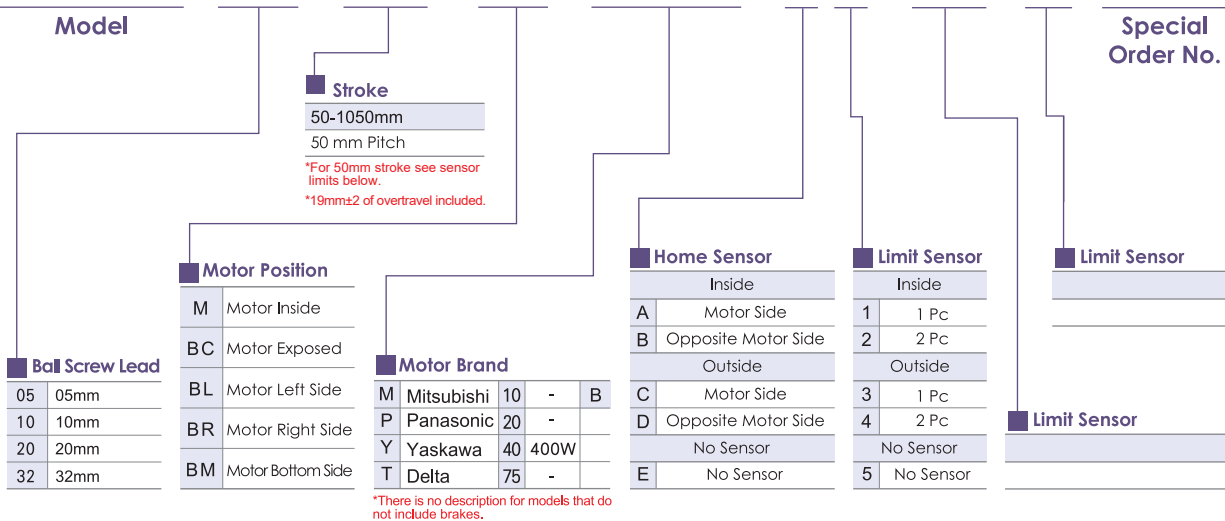 Model
Special
Order No.
Stroke
50-1050mm
50 mm Pitch
*For 50mm stroke see sensor
limits below.
*19mm±2 of overtravel included.
Motor Position
M Motor Inside
BC Motor Exposed
BL Motor Left Side
BR Motor Right Side
BM Motor Bottom Side
Ball Screw Lead
05 05mm
10 10mm
20 20mm
32 32mm
Motor Brand
M Mitsubishi 10 - B
P Panasonic 20 -
Y Yaskawa 40 400W
T Delta 75 -
*There is no description for models that do
not include brakes.
Home Sensor
Inside
A Motor Side
B Opposite Motor Side
Outside
C Motor Side
D Opposite Motor Side
No Sensor
E No Sensor
Limit Sensor
Inside
1 1 Pc
2 2 Pc
Outside
3 1 Pc
4 2 Pc
No Sensor
5 No Sensor
Limit Sensor
Limit Sensor